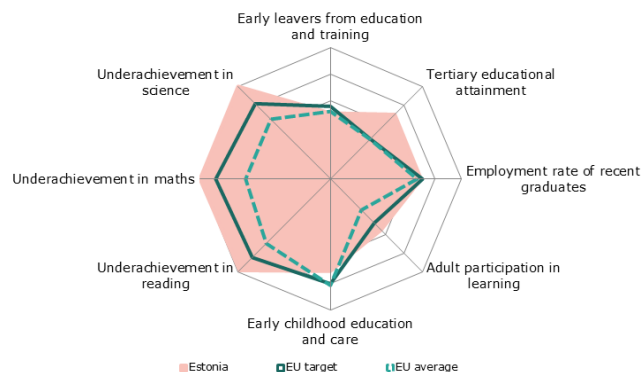 Early leavers from education
and training
Underachievement in
science
Tertiary educational
attainment
Underachievement in maths
Employment rate of recent
graduates
Underachievement in
reading
Adult participation in
learning
Early childhood education
and care
Estonia
EU target
EU average